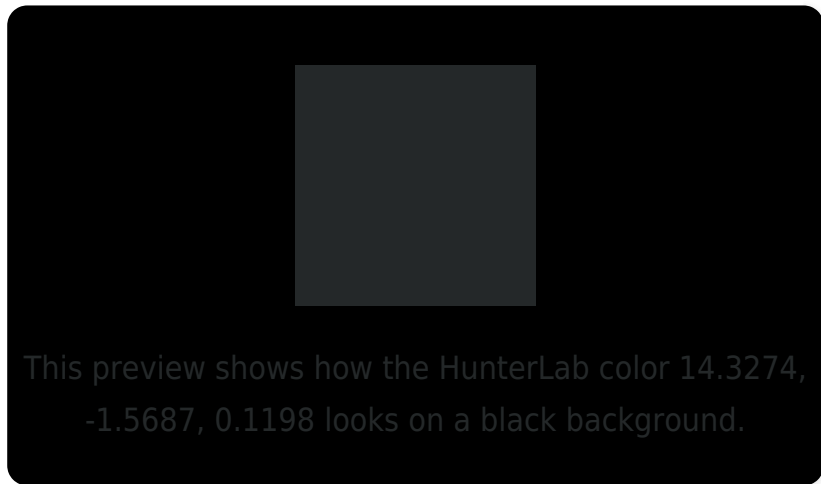 This preview shows how the HunterLab color 14.3274,
-1.5687, 0.1198 looks on a black background.